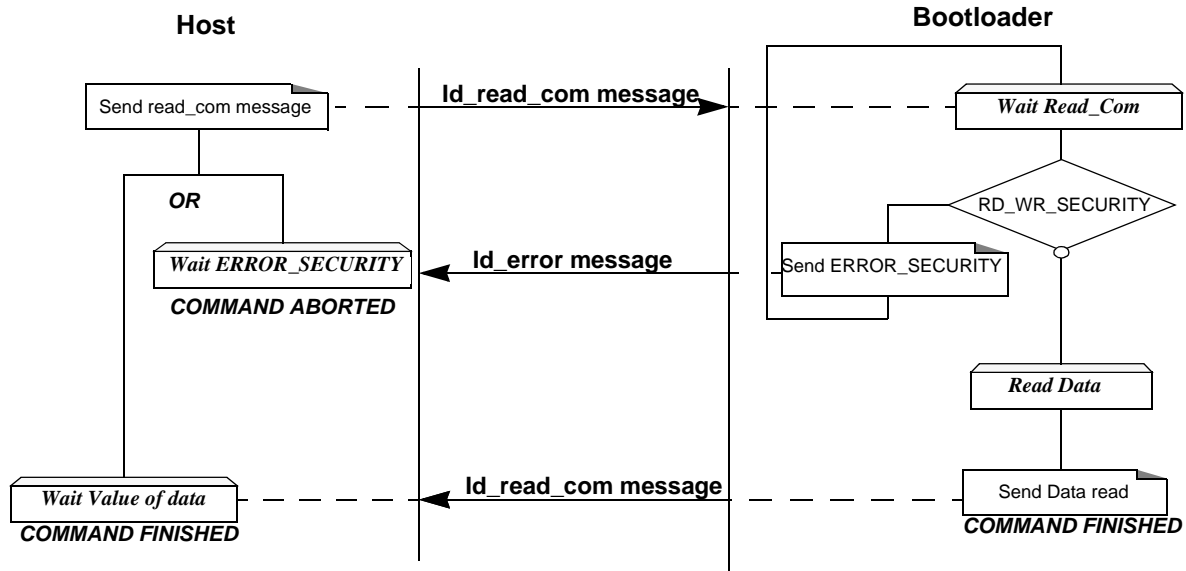 Host
Bootloader
Send read_com message
Id_read_com message
Wait Read_Com
OR
RD_WR_SECURITY
Wait ERROR_SECURITY
Id_error message
Send ERROR_SECURITY
COMMAND ABORTED
Read Data
Wait Value of data
Id_read_com message
Send Data read
COMMAND FINISHED
COMMAND FINISHED